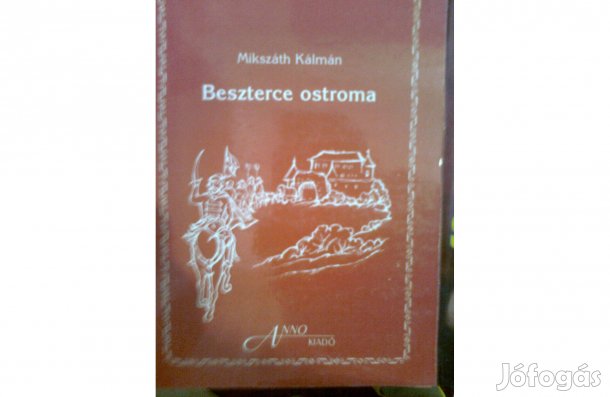 Mikszáth Kálmán
Beszterce ostroma
ANNO
KIADÓ
Jófogás